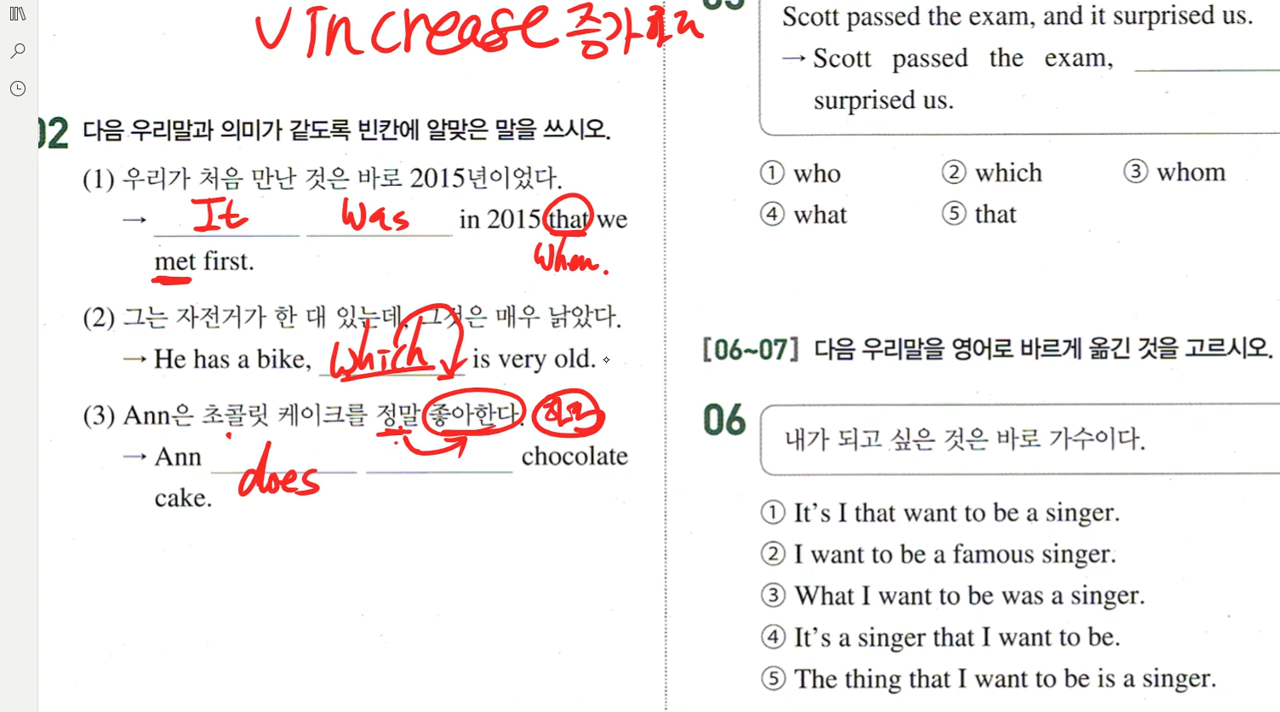 ✓increase 증가하다
02 다음 우리말과 의미가 같도록 빈칸에 알맞은 말을 쓰시오.
(1) 우리가 처음 만난 것은 바로 2015년이었다.
→ It was in 2015 that we
when.
met first.
(2) 그는 자전거가 한 대 있는데, 그것은 매우 낡았다.
→ He has a bike, which is very old.
(3) Ann은 초콜릿 케이크를 정말 좋아한다.
→ Ann does chocolate
cake.
Scott passed the exam, and it surprised us.
→ Scott passed the exam,
surprised us.
① who ② which ③ whom
④ what ⑤ that
[06~07] 다음 우리말을 영어로 바르게 옮긴 것을 고르시오.
06 내가 되고 싶은 것은 바로 가수이다.
① It's I that want to be a singer.
② I want to be a famous singer.
③ What I want to be was a singer.
④ It's a singer that I want to be.
⑤ The thing that I want to be is a singer.